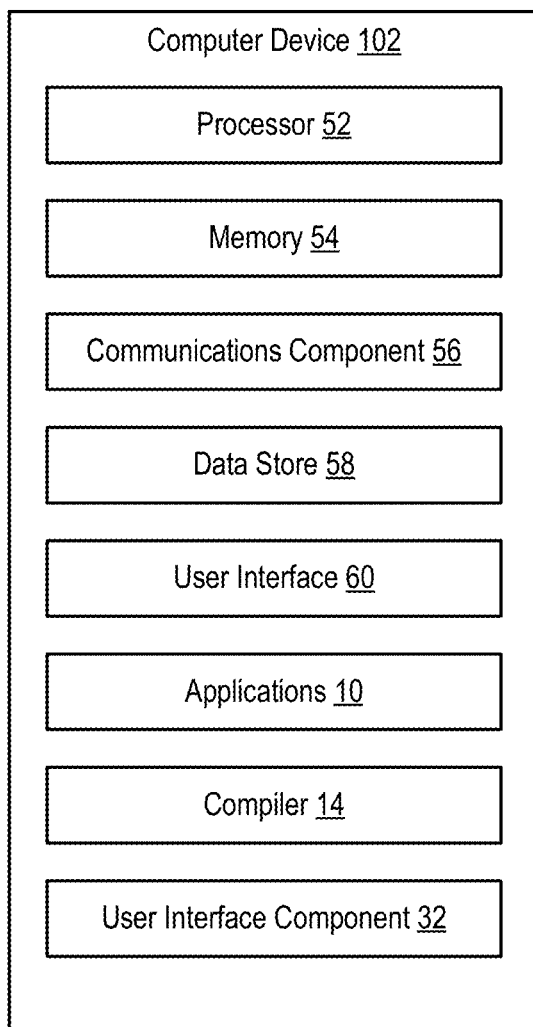 Computer Device 102
Processor 52
Memory 54
Communications Component 56
Data Store 58
User Interface 60
Applications 10
Compiler 14
User Interface Component 32